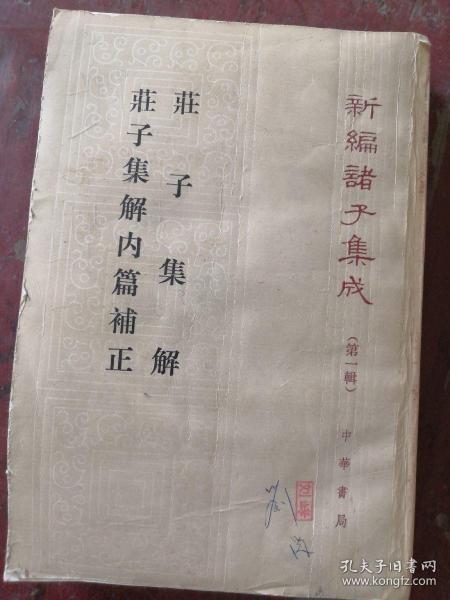 新編諸子集成
（第一輯）
中華書局
莊子集解
莊子集解内篇補正
孔夫子旧书网
www.kongfz.com